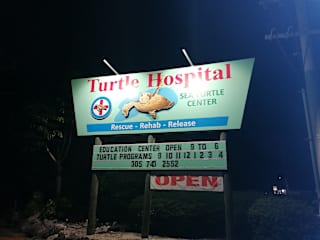 Turtle Hospital
SEA TURTLE
CENTER
Rescue - Rehab - Release
EDUCATION CENTER OPEN 9 TO 6
TURTLE PROGRAMS 9 10 11 12 1 2 3 4
305 743 2552
OPEN